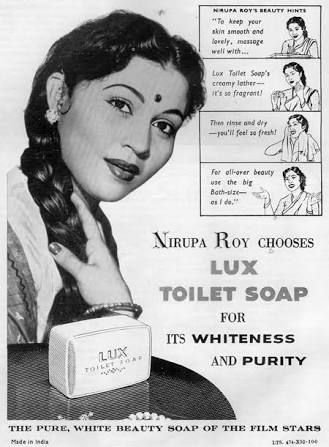 NIRUPA ROY'S BEAUTY HINTS
"To keep your
skin smooth and
lovely, massage
well with...
Lux Toilet Soap's
creamy lather—
it's so fragrant!
Then rinse and dry
—you'll feel so fresh!
For all-over beauty
use the big
Bath-size—
as I do."
NIRUPA ROY CHOOSES
LUX
TOILET SOAP
FOR
ITS WHITENESS
AND PURITY
LUX
TOILET SOAP
THE PURE, WHITE BEAUTY SOAP OF THE FILM STARS
Made in India
LTS. 474-X30-100